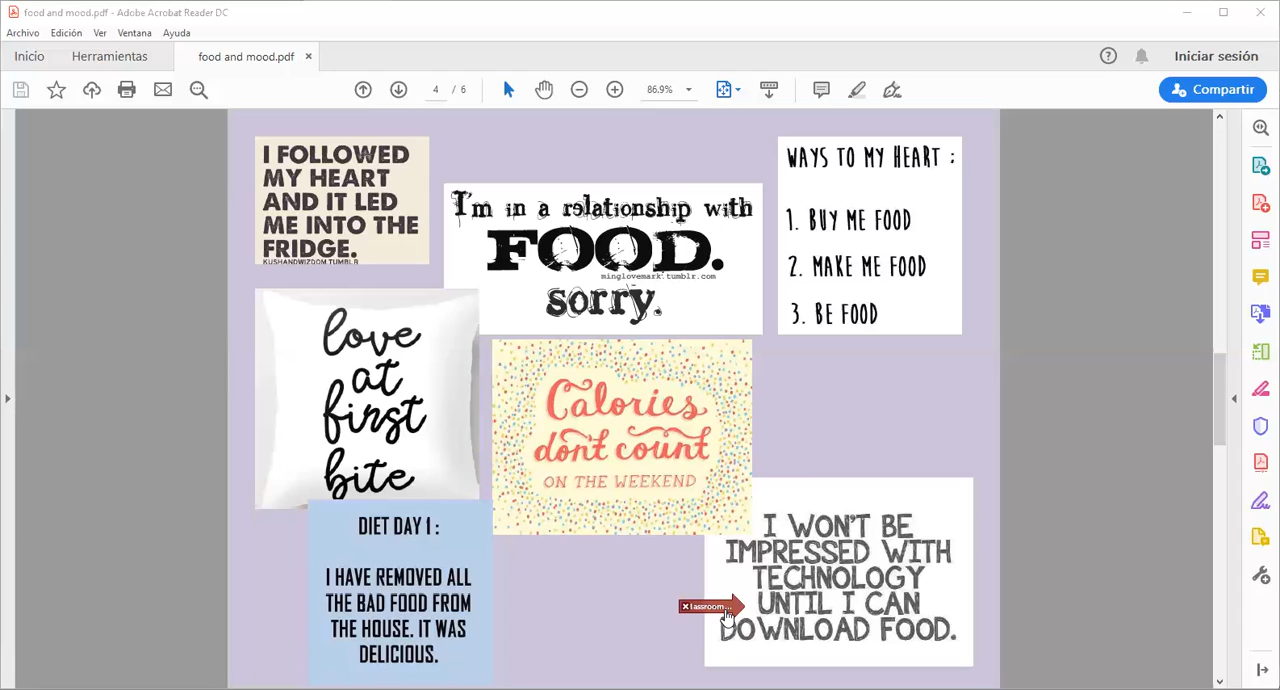 food and mood.pdf - Adobe Acrobat Reader DC
Archivo Edición Ver Ventana Ayuda
Inicio Herramientas food and mood.pdf × Iniciar sesión
4 / 6 86.9% Compartir
I FOLLOWED
MY HEART
AND IT LED
ME INTO THE
FRIDGE.
KUSHANDWIZDOM.TUMBLR
I'm in a relationship with
FOOD.
minglovemark.tumblr.com
sorry.
WAYS TO MY HEART :
1. BUY ME FOOD
2. MAKE ME FOOD
3. BE FOOD
love
at
first
bite
Calories
don't count
ON THE WEEKEND
DIET DAY 1 :
I HAVE REMOVED ALL
THE BAD FOOD FROM
THE HOUSE. IT WAS
DELICIOUS.
I WON'T BE
IMPRESSED WITH
TECHNOLOGY
UNTIL I CAN
DOWNLOAD FOOD.
lassroom...